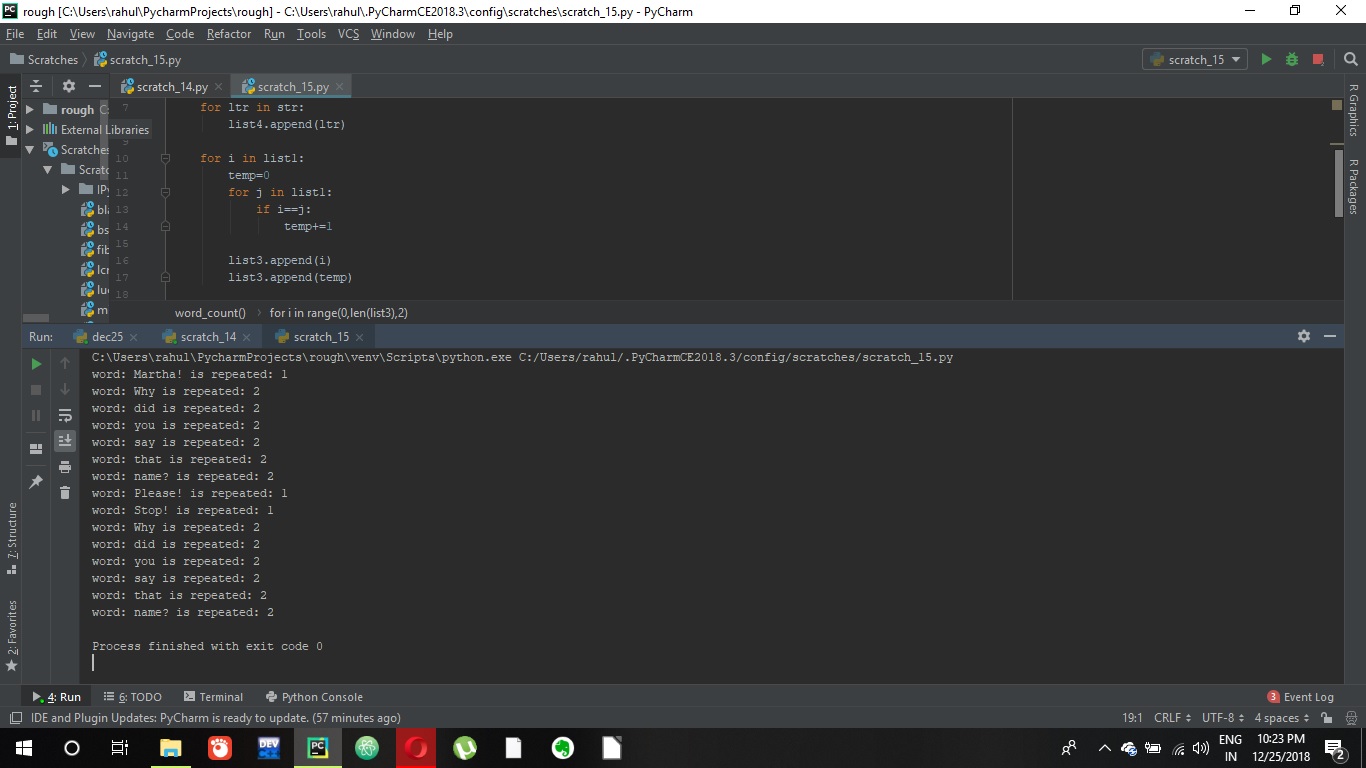 rough [C:\Users\rahul\PycharmProjects\rough] - C:\Users\rahul\.PyCharmCE2018.3\config\scratches\scratch_15.py - PyCharm
File Edit View Navigate Code Refactor Run Tools VCS Window Help
Scratches scratch_15.py scratch_15
1: Project
scratch_14.py scratch_15.py
rough C:
External Libraries
Scratches
7 for ltr in str:
list4.append(ltr)
9
10 for i in list1:
11 temp=0
12 for j in list1:
13 if i==j:
14 temp+=1
15
16 list3.append(i)
17 list3.append(temp)
18
word_count() for i in range(0,len(list3),2)
R Graphics
R Packages
Run: dec25 scratch_14 scratch_15
C:\Users\rahul\PycharmProjects\rough\venv\Scripts\python.exe C:/Users/rahul/.PyCharmCE2018.3/config/scratches/scratch_15.py
word: Martha! is repeated: 1
word: Why is repeated: 2
word: did is repeated: 2
word: you is repeated: 2
word: say is repeated: 2
word: that is repeated: 2
word: name? is repeated: 2
word: Please! is repeated: 1
word: Stop! is repeated: 1
word: Why is repeated: 2
word: did is repeated: 2
word: you is repeated: 2
word: say is repeated: 2
word: that is repeated: 2
word: name? is repeated: 2
Process finished with exit code 0
7: Structure
2: Favorites
4: Run 6: TODO Terminal Python Console 3 Event Log
IDE and Plugin Updates: PyCharm is ready to update. (57 minutes ago) 19:1 CRLF UTF-8 4 spaces
DEV PC ENG 10:23 PM
IN 12/25/2018 2